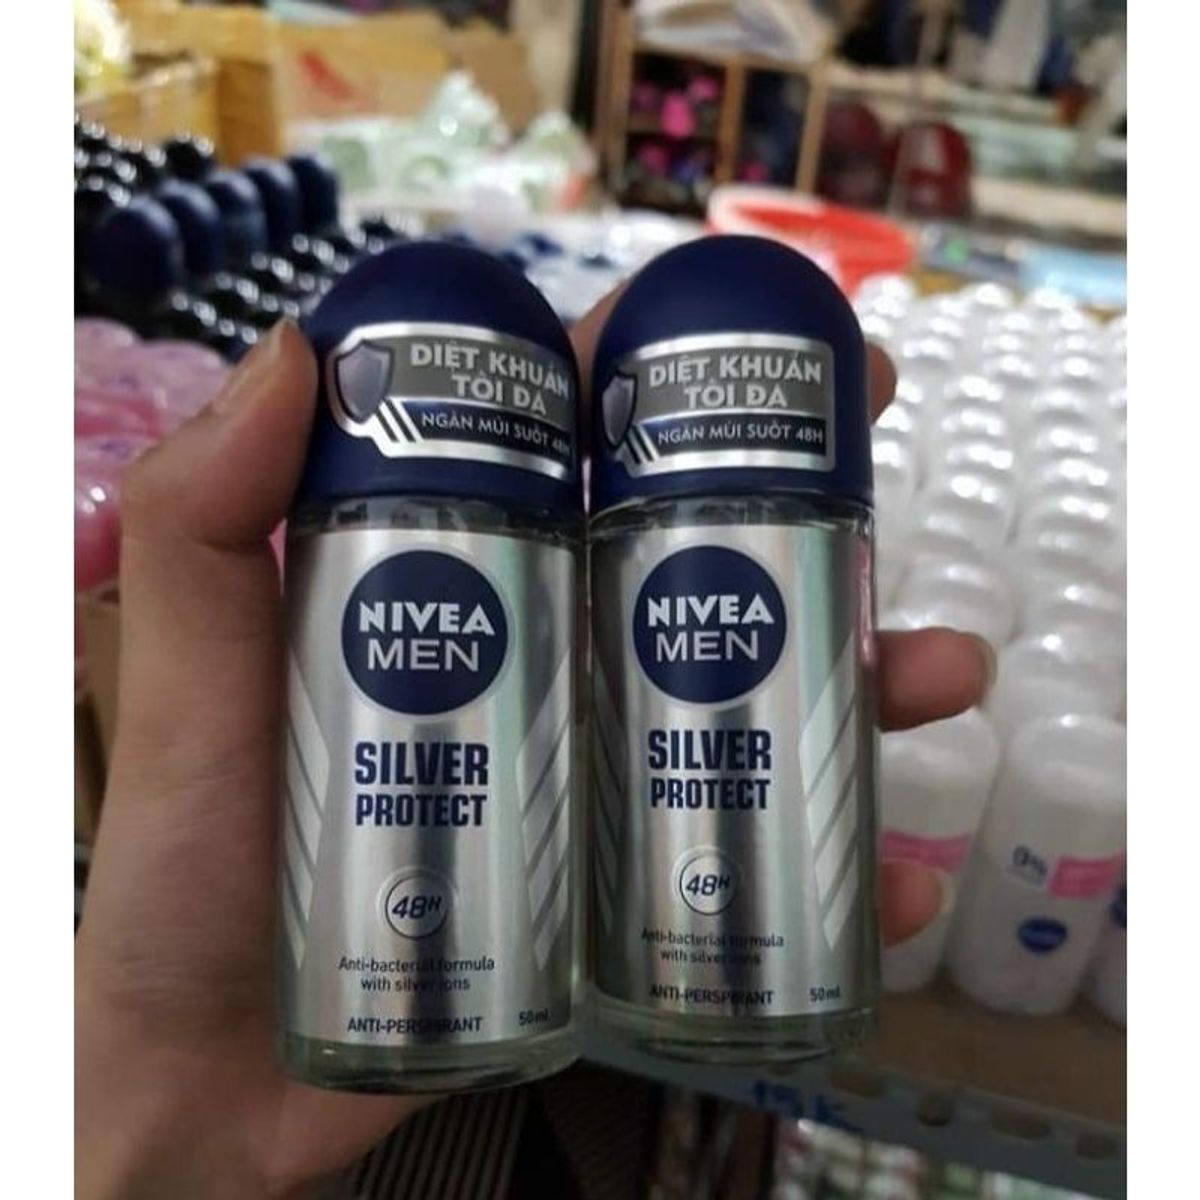 DIỆT KHUẨN
TỐI ĐA
NGĂN MÙI SUỐT 48H
NIVEA
MEN
SILVER
PROTECT
48H
Anti-bacterial formula
with silver ions
ANTI-PERSPIRANT
50ml
DIỆT KHUẨN
TỐI ĐA
NGĂN MÙI SUỐT 48H
NIVEA
MEN
SILVER
PROTECT
48H
Anti-bacterial formula
with silver ions
ANTI-PERSPIRANT
50ml
0%
15k